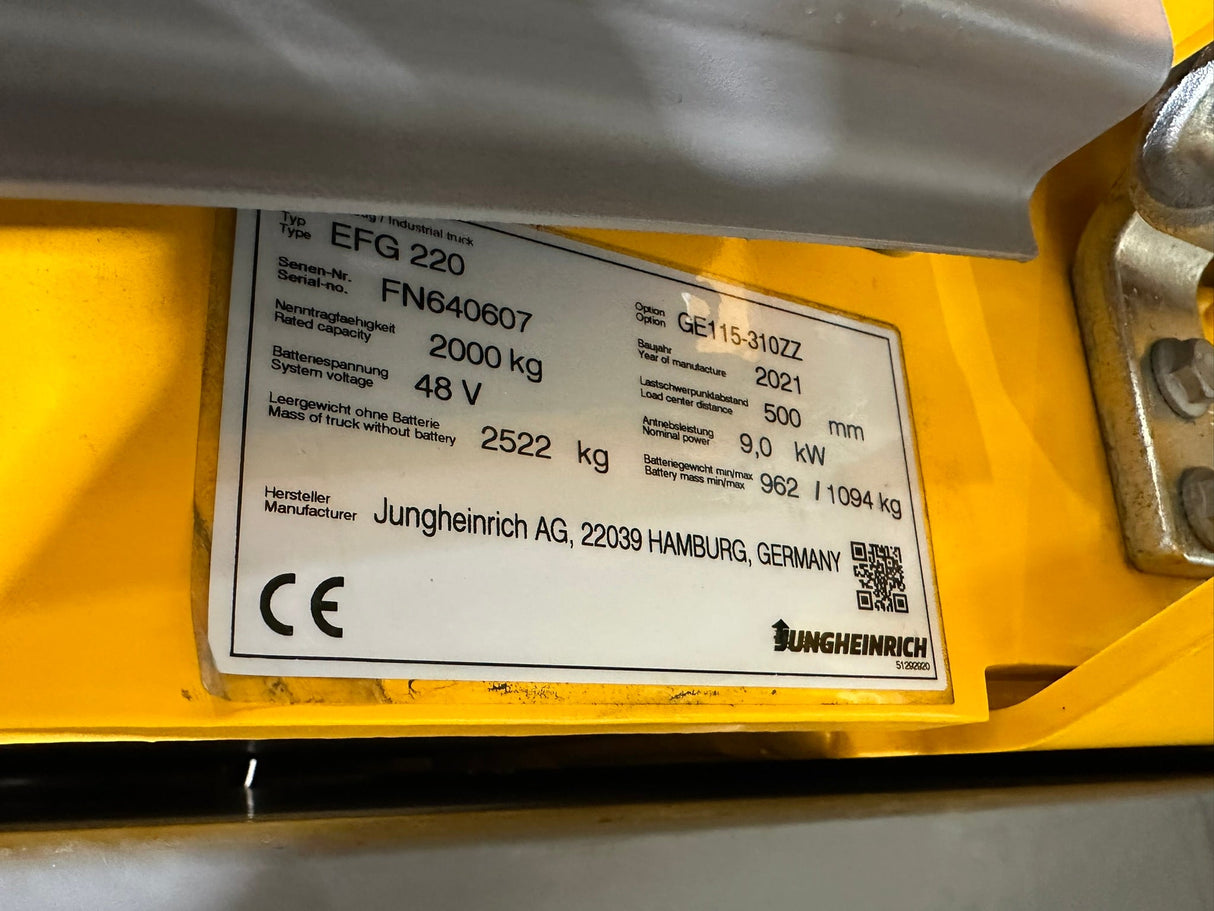 / Industrial truck
Typ
Type EFG 220
Serien-Nr.
Serial-no. FN640607
Option
Option GE115-310ZZ
Nenntragfaehigkeit
Rated capacity 2000 kg
Baujahr
Year of manufacture 2021
Batteriespannung
System voltage 48 V
Lastschwerpunktabstand
Load center distance 500 mm
Leergewicht ohne Batterie
Mass of truck without battery 2522 kg
Antriebsleistung
Nominal power 9,0 kW
Batteriegewicht min/max
Battery mass min/max 962 / 1094 kg
Hersteller
Manufacturer Jungheinrich AG, 22039 HAMBURG, GERMANY
CE
JUNGHEINRICH
51292920